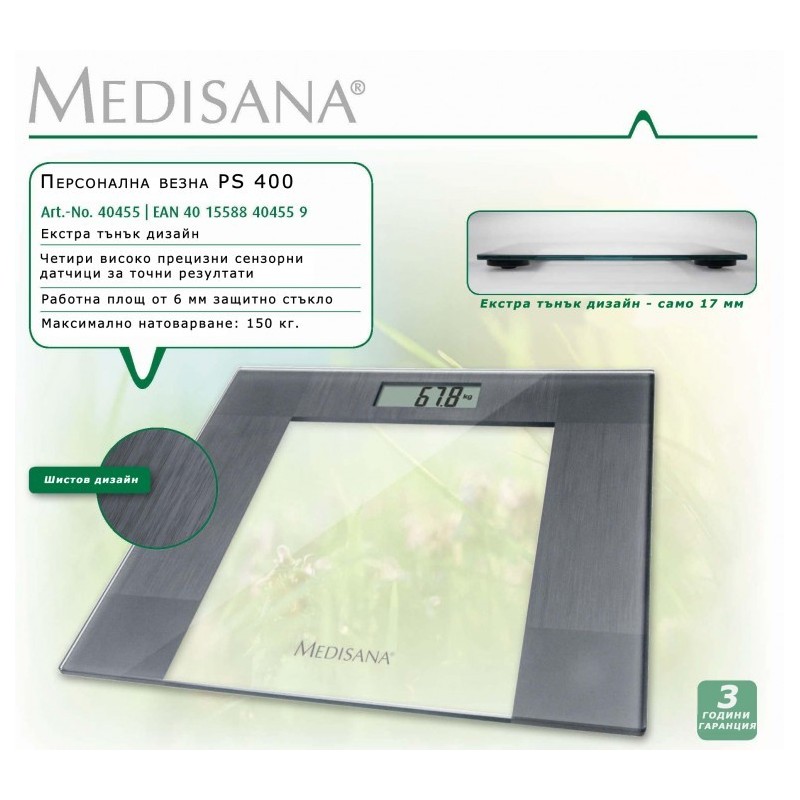 MEDISANA®
ПЕРСОНАЛНА ВЕЗНА PS 400
Art.-No. 40455 | EAN 40 15588 40455 9
Екстра тънък дизайн
Четири високо прецизни сензорни
датчици за точни резултати
Работна площ от 6 мм защитно стъкло
Максимално натоварване: 150 кг.
Екстра тънък дизайн - само 17 мм
67.8 kg
Шистов дизайн
MEDISANA®
3
ГОДИНИ
ГАРАНЦИЯ